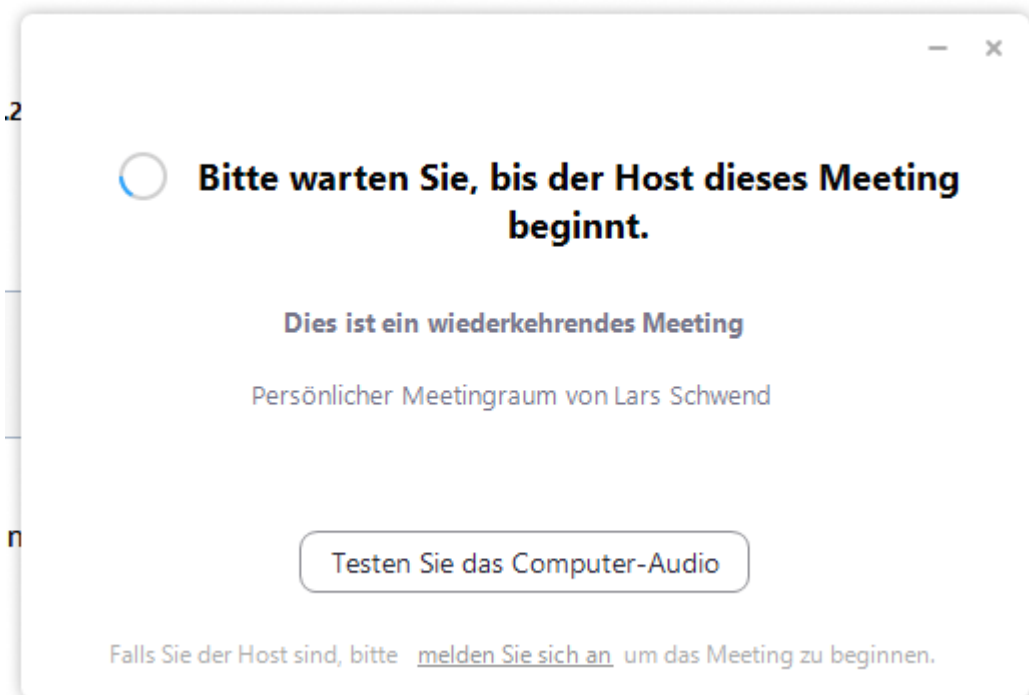 .2
Bitte warten Sie, bis der Host dieses Meeting
beginnt.
Dies ist ein wiederkehrendes Meeting
Persönlicher Meetingraum von Lars Schwend
n
Testen Sie das Computer-Audio
Falls Sie der Host sind, bitte melden Sie sich an um das Meeting zu beginnen.